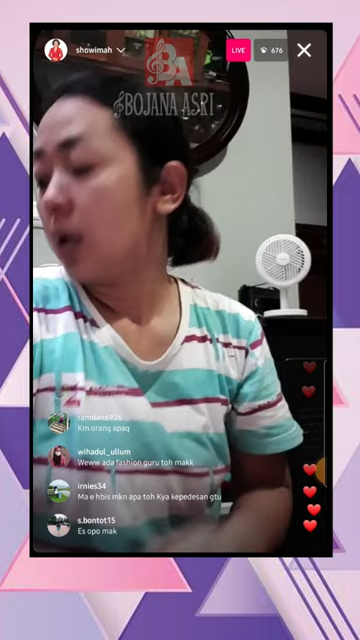 showimah
LIVE
676
BA
BOJANA ASRI
ramdan6926
Km orang apaq
wihadul_ullum
Weww ada fashion guru toh makk
irnies34
Ma e hbis mkn apa toh Kya kepedesan gtu
s.bontot15
Es opo mak